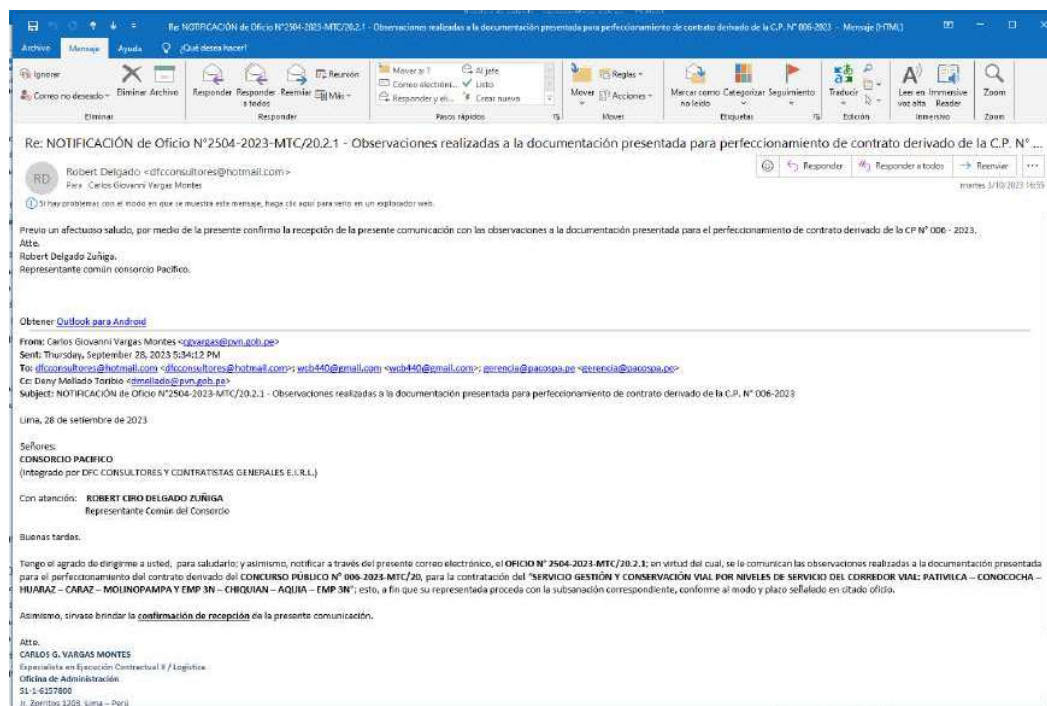 Re: NOTIFICACIÓN de Oficio N°2504-2023-MTC/20.2.1 - Observaciones realizadas a la documentación presentada para perfeccionamiento de contrato derivado de la C.P. N° 006-2023 - Mensaje (HTML)
Archivo Mensaje Ayuda ¿Qué desea hacer?
Ignorar
Correo no deseado
Eliminar Archivo
Responder Responder a todos Reenviar
Reunión
Más
Mover a: ?
Correo electróni...
Responder y eli...
Al jefe
Listo
Crear nueva
Mover
Reglas
Acciones
Marcar como no leído Categorizar Seguimiento
Traducir
Leer en voz alta
Immersive Reader
Zoom
Eliminar Responder Pasos rápidos Mover Etiquetas Edición Inmersivo Zoom
Re: NOTIFICACIÓN de Oficio N°2504-2023-MTC/20.2.1 - Observaciones realizadas a la documentación presentada para perfeccionamiento de contrato derivado de la C.P. N° ...
RD
Robert Delgado <dfcconsultores@hotmail.com>
Para Carlos Giovanni Vargas Montes
Responder Responder a todos Reenviar
martes 3/10/2023 16:59
Si hay problemas con el modo en que se muestra este mensaje, haga clic aquí para verlo en un explorador web.
Previo un afectuoso saludo, por medio de la presente confirmo la recepción de la presente comunicación con las observaciones a la documentación presentada para el perfeccionamiento de contrato derivado de la CP N° 006 - 2023.
Atte.
Robert Delgado Zuñiga.
Representante común consorcio Pacífico.
Obtener Outlook para Android
From: Carlos Giovanni Vargas Montes <cgvargas@pvn.gob.pe>
Sent: Thursday, September 28, 2023 5:34:12 PM
To: dfcconsultores@hotmail.com <dfcconsultores@hotmail.com>; wcb440@gmail.com <wcb440@gmail.com>; gerencia@pacospa.pe <gerencia@pacospa.pe>
Cc: Deny Mellado Toribio <dmellado@pvn.gob.pe>
Subject: NOTIFICACIÓN de Oficio N°2504-2023-MTC/20.2.1 - Observaciones realizadas a la documentación presentada para perfeccionamiento de contrato derivado de la C.P. N° 006-2023
Lima, 28 de setiembre de 2023
Señores:
CONSORCIO PACIFICO
(Integrado por DFC CONSULTORES Y CONTRATISTAS GENERALES E.I.R.L.)
Con atención: ROBERT CIRO DELGADO ZUÑIGA
Representante Común del Consorcio
Buenas tardes.
Tengo el agrado de dirigirme a usted, para saludarlo; y asimismo, notificar a través del presente correo electrónico, el OFICIO N° 2504-2023-MTC/20.2.1; en virtud del cual, se le comunican las observaciones realizadas a la documentación presentada
para el perfeccionamiento del contrato derivado del CONCURSO PÚBLICO N° 006-2023-MTC/20, para la contratación del "SERVICIO GESTIÓN Y CONSERVACIÓN VIAL POR NIVELES DE SERVICIO DEL CORREDOR VIAL: PATIVILCA – CONOCOCHA –
HUARAZ – CARAZ – MOLINOPAMPA Y EMP 3N – CHIQUIAN – AQUIA – EMP 3N"; esto, a fin que su representada proceda con la subsanación correspondiente, conforme al modo y plazo señalado en citado oficio.
Asimismo, sírvase brindar la confirmación de recepción de la presente comunicación.
Atte.
CARLOS G. VARGAS MONTES
Especialista en Ejecución Contractual II / Logística
Oficina de Administración
51-1-6157800
Jr. Zorritos 1203, Lima – Perú